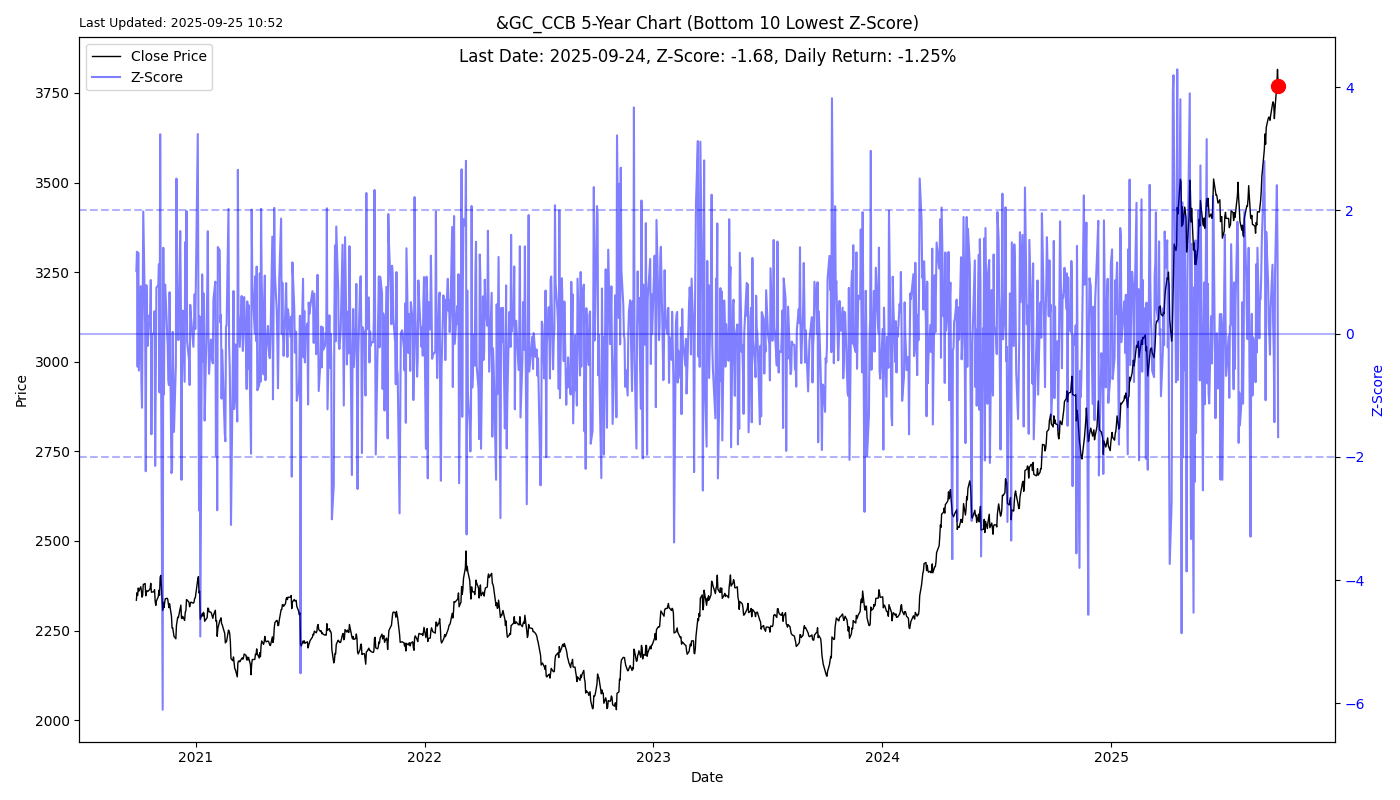 Last Updated: 2025-09-25 10:52
&GC_CCB 5-Year Chart (Bottom 10 Lowest Z-Score)
Last Date: 2025-09-24, Z-Score: -1.68, Daily Return: -1.25%
Close Price
Z-Score
3750
3500
3250
3000
2750
2500
2250
2000
Price
4
2
0
−2
−4
−6
Z-Score
2021
2022
2023
2024
2025
Date